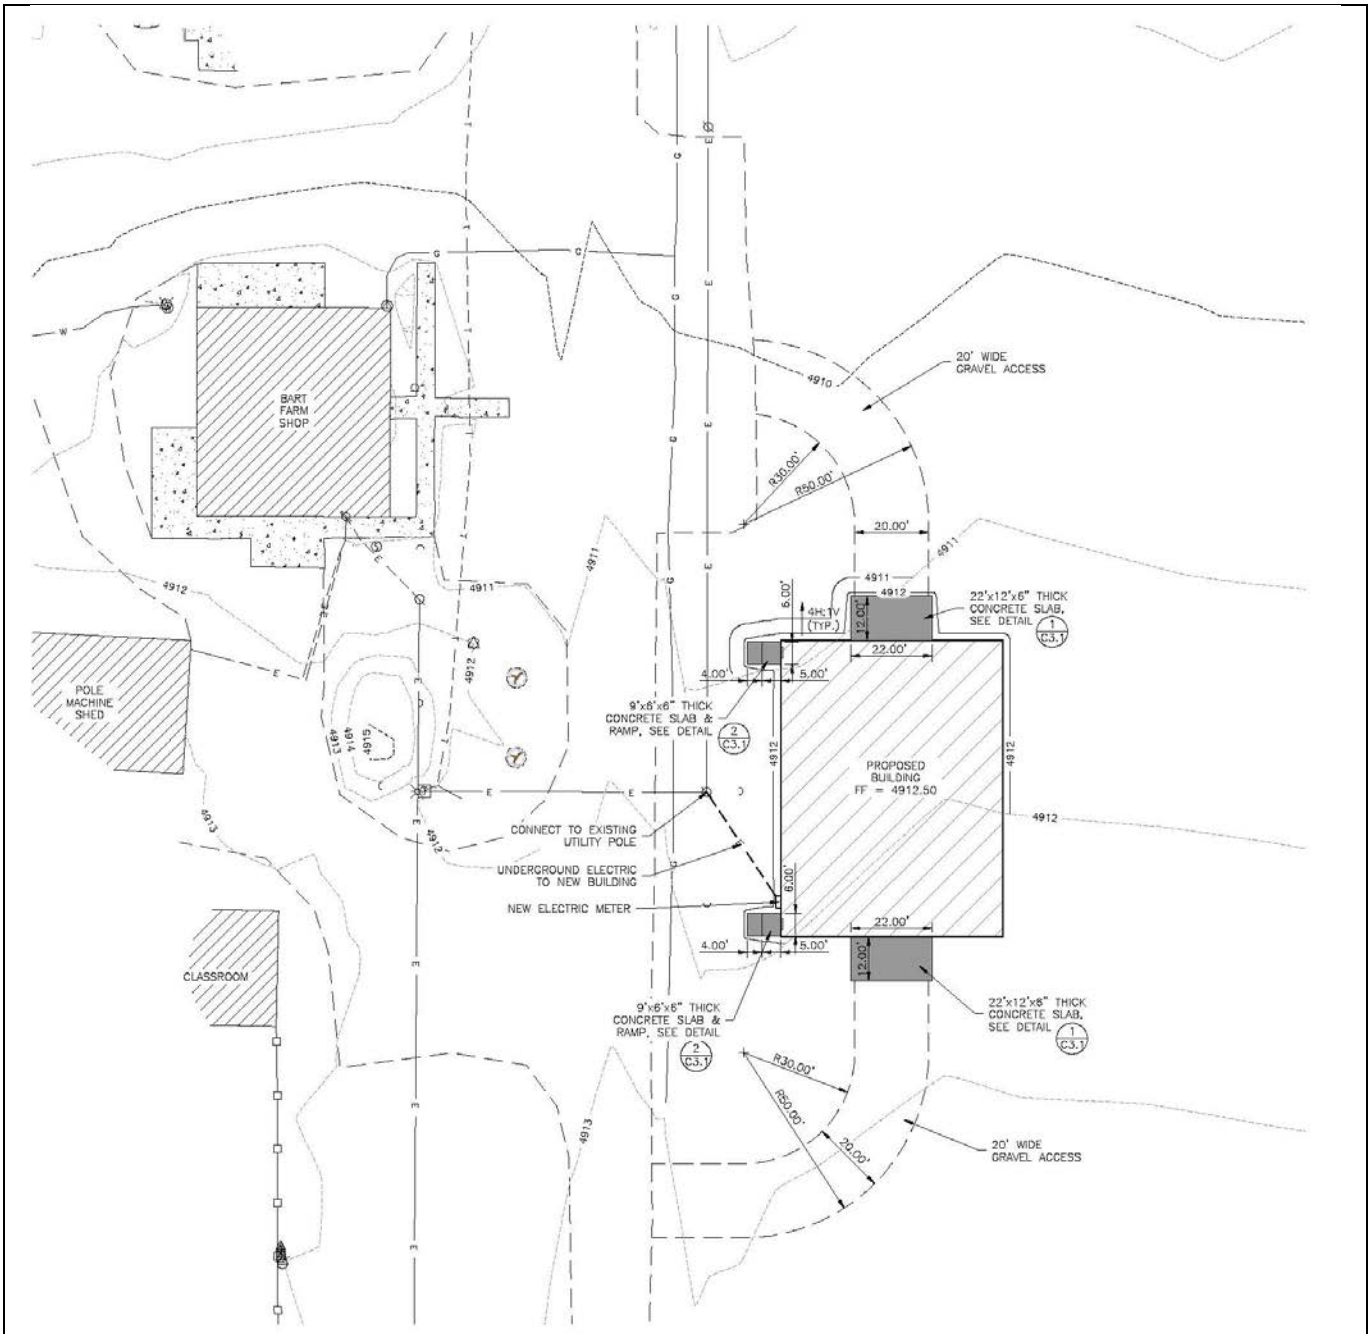 G
E
G
G
G
E
W
20' WIDE
GRAVEL ACCESS
4910
BART
FARM
SHOP
R30.00'
R50.00'
20.00'
4911
4911
4911
4912
4911
4912
E
E
6.00'
4H:1V
(TYP.)
12.00'
22.00'
22'x12'x6" THICK
CONCRETE SLAB,
SEE DETAIL
1
C3.1
4.00'
5.00'
POLE
MACHINE
SHED
4912
4913
4914
4915
9'x6'x6" THICK
CONCRETE SLAB &
RAMP, SEE DETAIL
2
C3.1
4912
4912
PROPOSED
BUILDING
FF = 4912.50
E
E
4912
4913
4912
CONNECT TO EXISTING
UTILITY POLE
UNDERGROUND ELECTRIC
TO NEW BUILDING
NEW ELECTRIC METER
6.00'
22.00'
4.00'
5.00'
12.00'
CLASSROOM
9'x6'x6" THICK
CONCRETE SLAB &
RAMP, SEE DETAIL
2
C3.1
22'x12'x6" THICK
CONCRETE SLAB,
SEE DETAIL
1
C3.1
R30.00'
R50.00'
20.00'
4913
20' WIDE
GRAVEL ACCESS